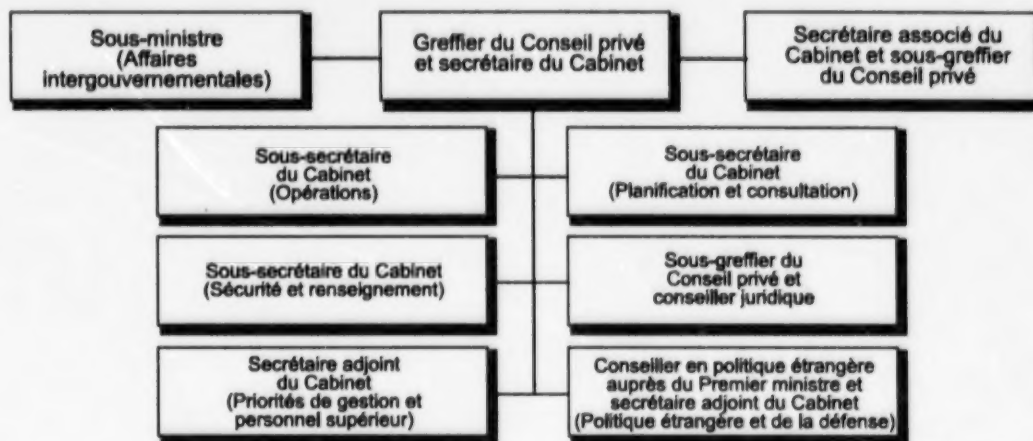 Sous-ministre
(Affaires
intergouvernementales)
Greffier du Conseil privé
et secrétaire du Cabinet
Secrétaire associé du
Cabinet et sous-greffier
du Conseil privé
Sous-secrétaire
du Cabinet
(Opérations)
Sous-secrétaire
du Cabinet
(Planification et consultation)
Sous-secrétaire du Cabinet
(Sécurité et renseignement)
Sous-greffier du
Conseil privé et
conseiller juridique
Secrétaire adjoint
du Cabinet
(Priorités de gestion et
personnel supérieur)
Conseiller en politique étrangère
auprès du Premier ministre et
secrétaire adjoint du Cabinet
(Politique étrangère et de la défense)